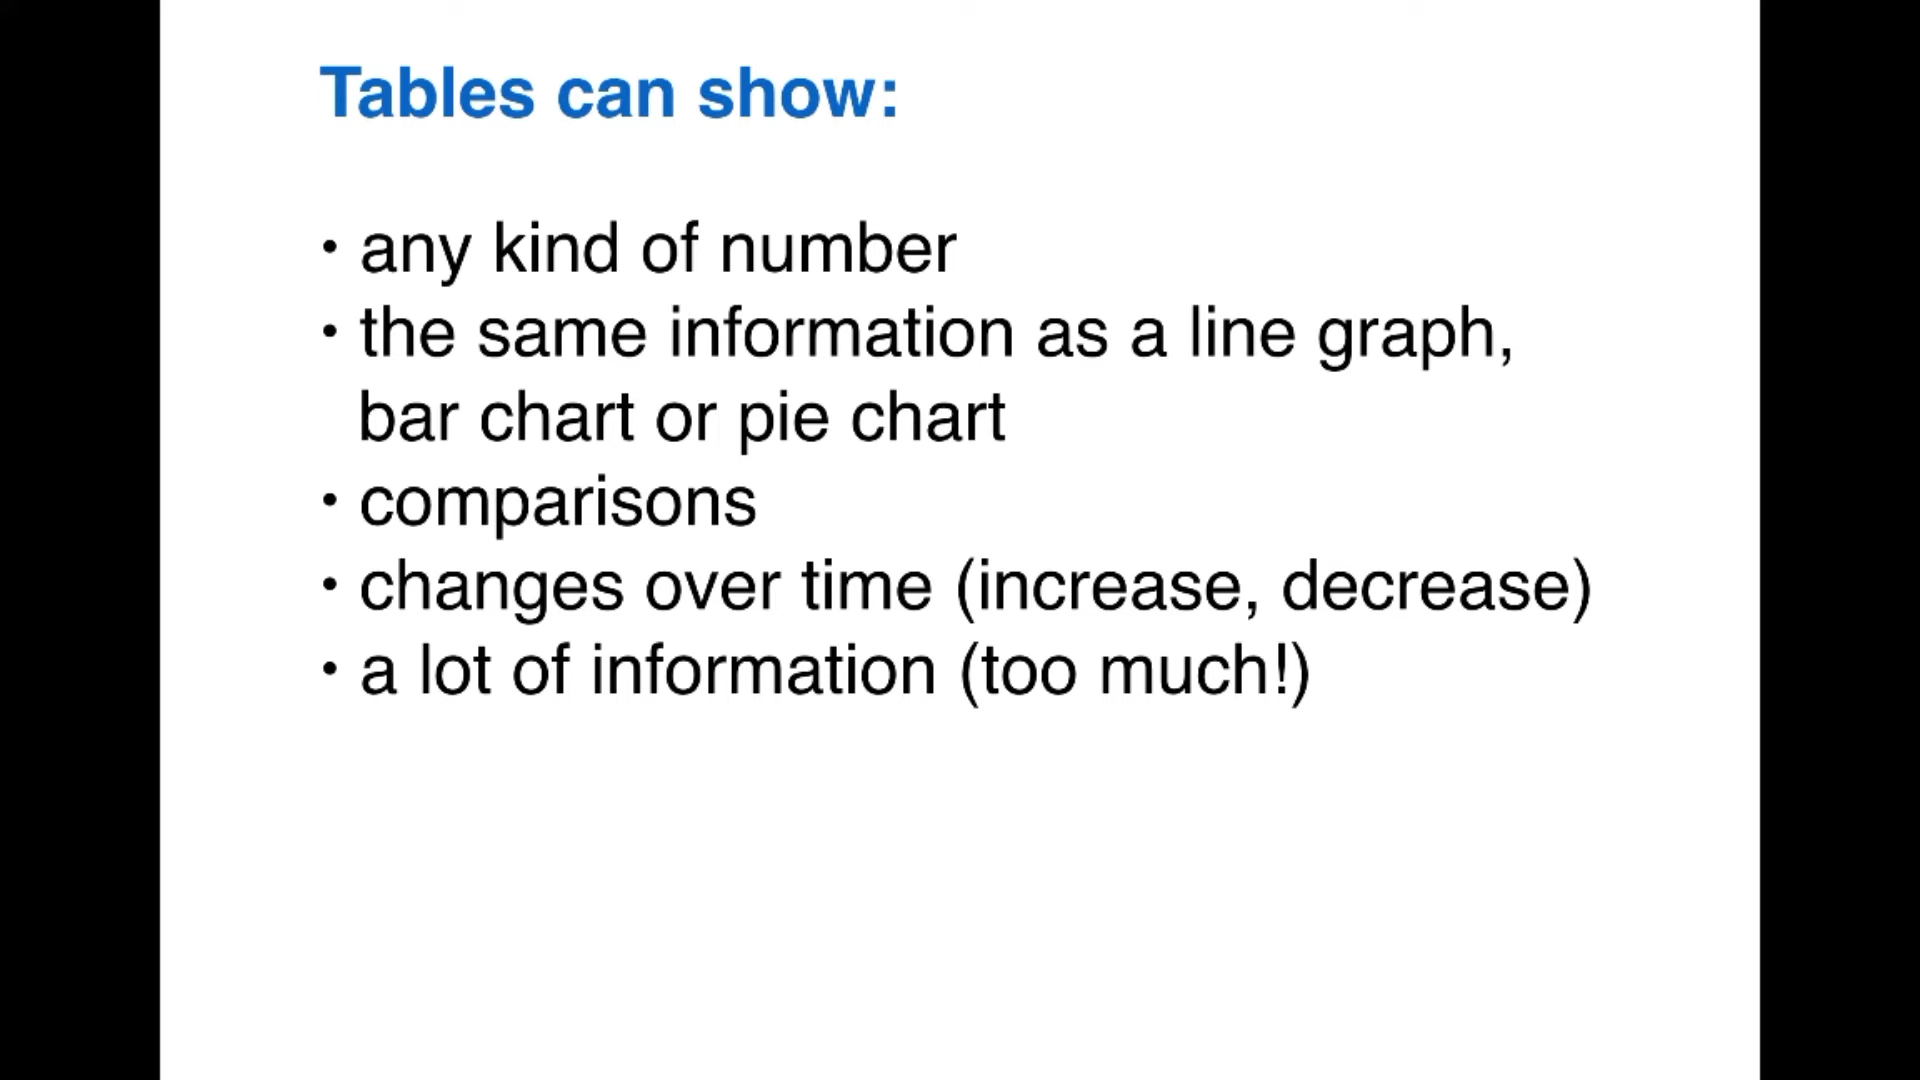 Tables can show:
• any kind of number
• the same information as a line graph,
bar chart or pie chart
• comparisons
• changes over time (increase, decrease)
• a lot of information (too much!)